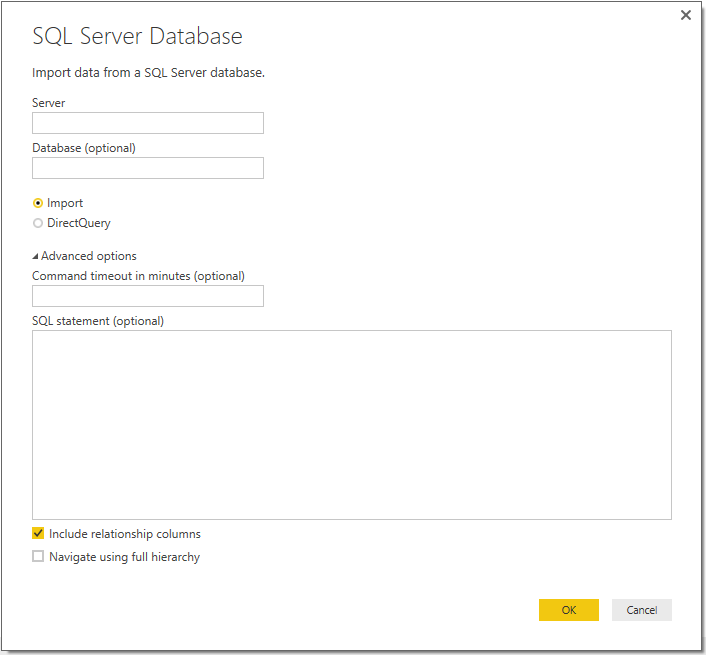 SQL Server Database
Import data from a SQL Server database.
Server
Database (optional)
Import
DirectQuery
Advanced options
Command timeout in minutes (optional)
SQL statement (optional)
Include relationship columns
Navigate using full hierarchy
OK Cancel